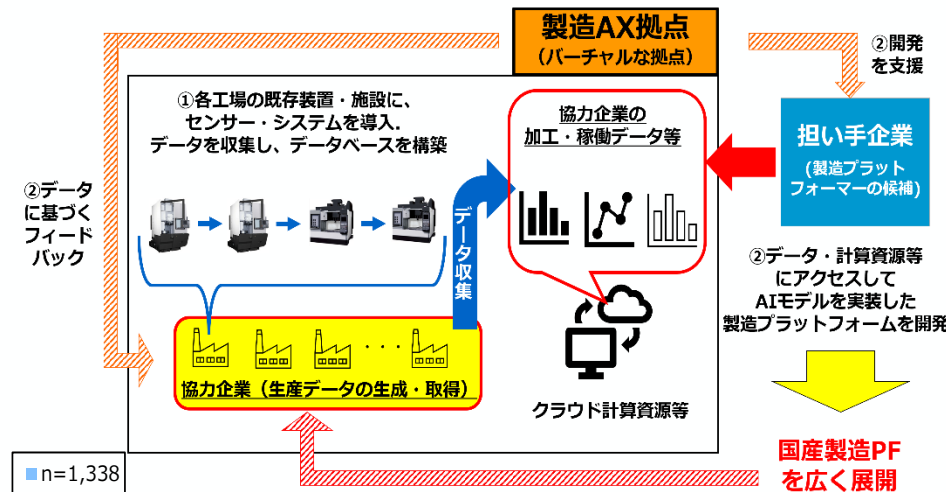 製造AX拠点
（バーチャルな拠点）
②開発
を支援
①各工場の既存装置・施設に、
センサー・システムを導入．
データを収集し、データベースを構築
協力企業の
加工・稼働データ等
担い手企業
(製造プラット
フォーマーの候補)
②データ
に基づく
フィード
バック
データ収集
②データ・計算資源等
にアクセスして
AIモデルを実装した
製造プラットフォームを開発
・・・
協力企業（生産データの生成・取得）
クラウド計算資源等
国産製造PF
を広く展開
n=1,338